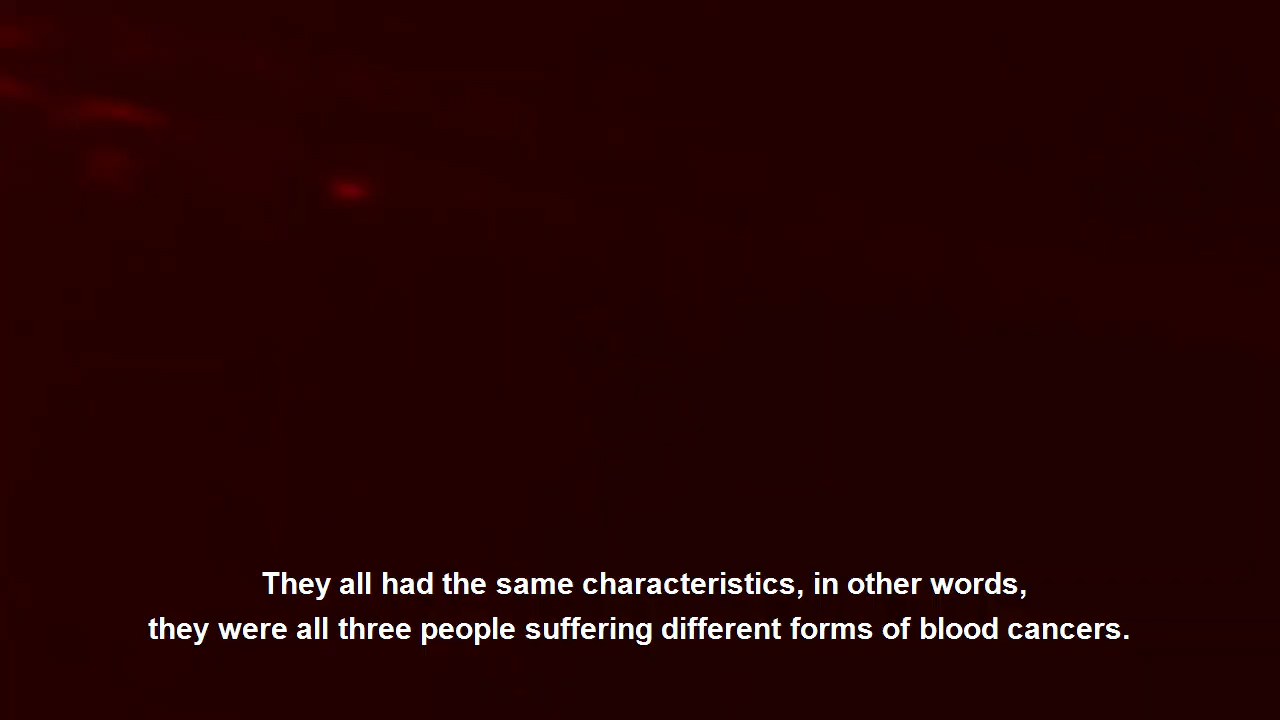 They all had the same characteristics, in other words,
they were all three people suffering different forms of blood cancers.